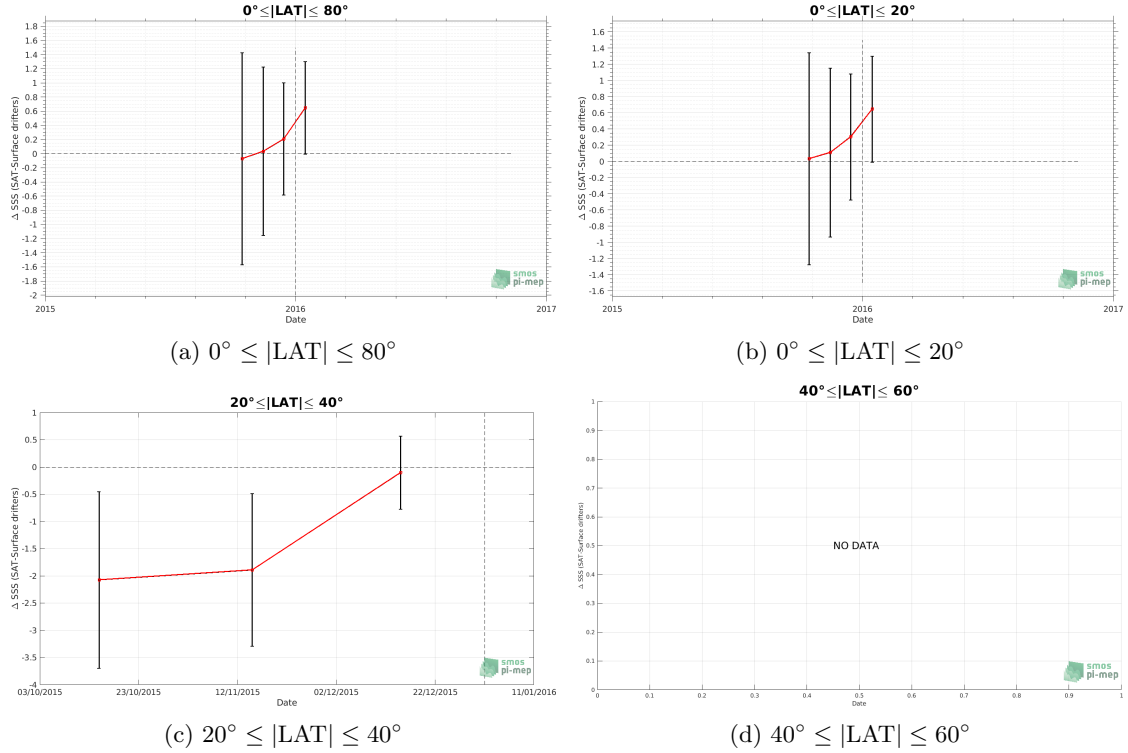 0°≤|LAT|≤ 80°
Δ SSS (SAT-Surface drifters)
1.8
1.6
1.4
1.2
1
0.8
0.6
0.4
0.2
0
-0.2
-0.4
-0.6
-0.8
-1
-1.2
-1.4
-1.6
-1.8
-2
2015 2016 2017
Date
smos
pi-mep
(a) 0° ≤ |LAT| ≤ 80°
0°≤|LAT|≤ 20°
Δ SSS (SAT-Surface drifters)
1.6
1.4
1.2
1
0.8
0.6
0.4
0.2
0
-0.2
-0.4
-0.6
-0.8
-1
-1.2
-1.4
-1.6
2015 2016 2017
Date
smos
pi-mep
(b) 0° ≤ |LAT| ≤ 20°
20°≤|LAT|≤ 40°
Δ SSS (SAT-Surface drifters)
1
0.5
0
-0.5
-1
-1.5
-2
-2.5
-3
-3.5
-4
03/10/2015 23/10/2015 12/11/2015 02/12/2015 22/12/2015 11/01/2016
Date
smos
pi-mep
(c) 20° ≤ |LAT| ≤ 40°
40°≤|LAT|≤ 60°
Δ SSS (SAT-Surface drifters)
1
0.9
0.8
0.7
0.6
0.5
0.4
0.3
0.2
0.1
0
NO DATA
0 0.1 0.2 0.3 0.4 0.5 0.6 0.7 0.8 0.9 1
Date
smos
pi-mep
(d) 40° ≤ |LAT| ≤ 60°